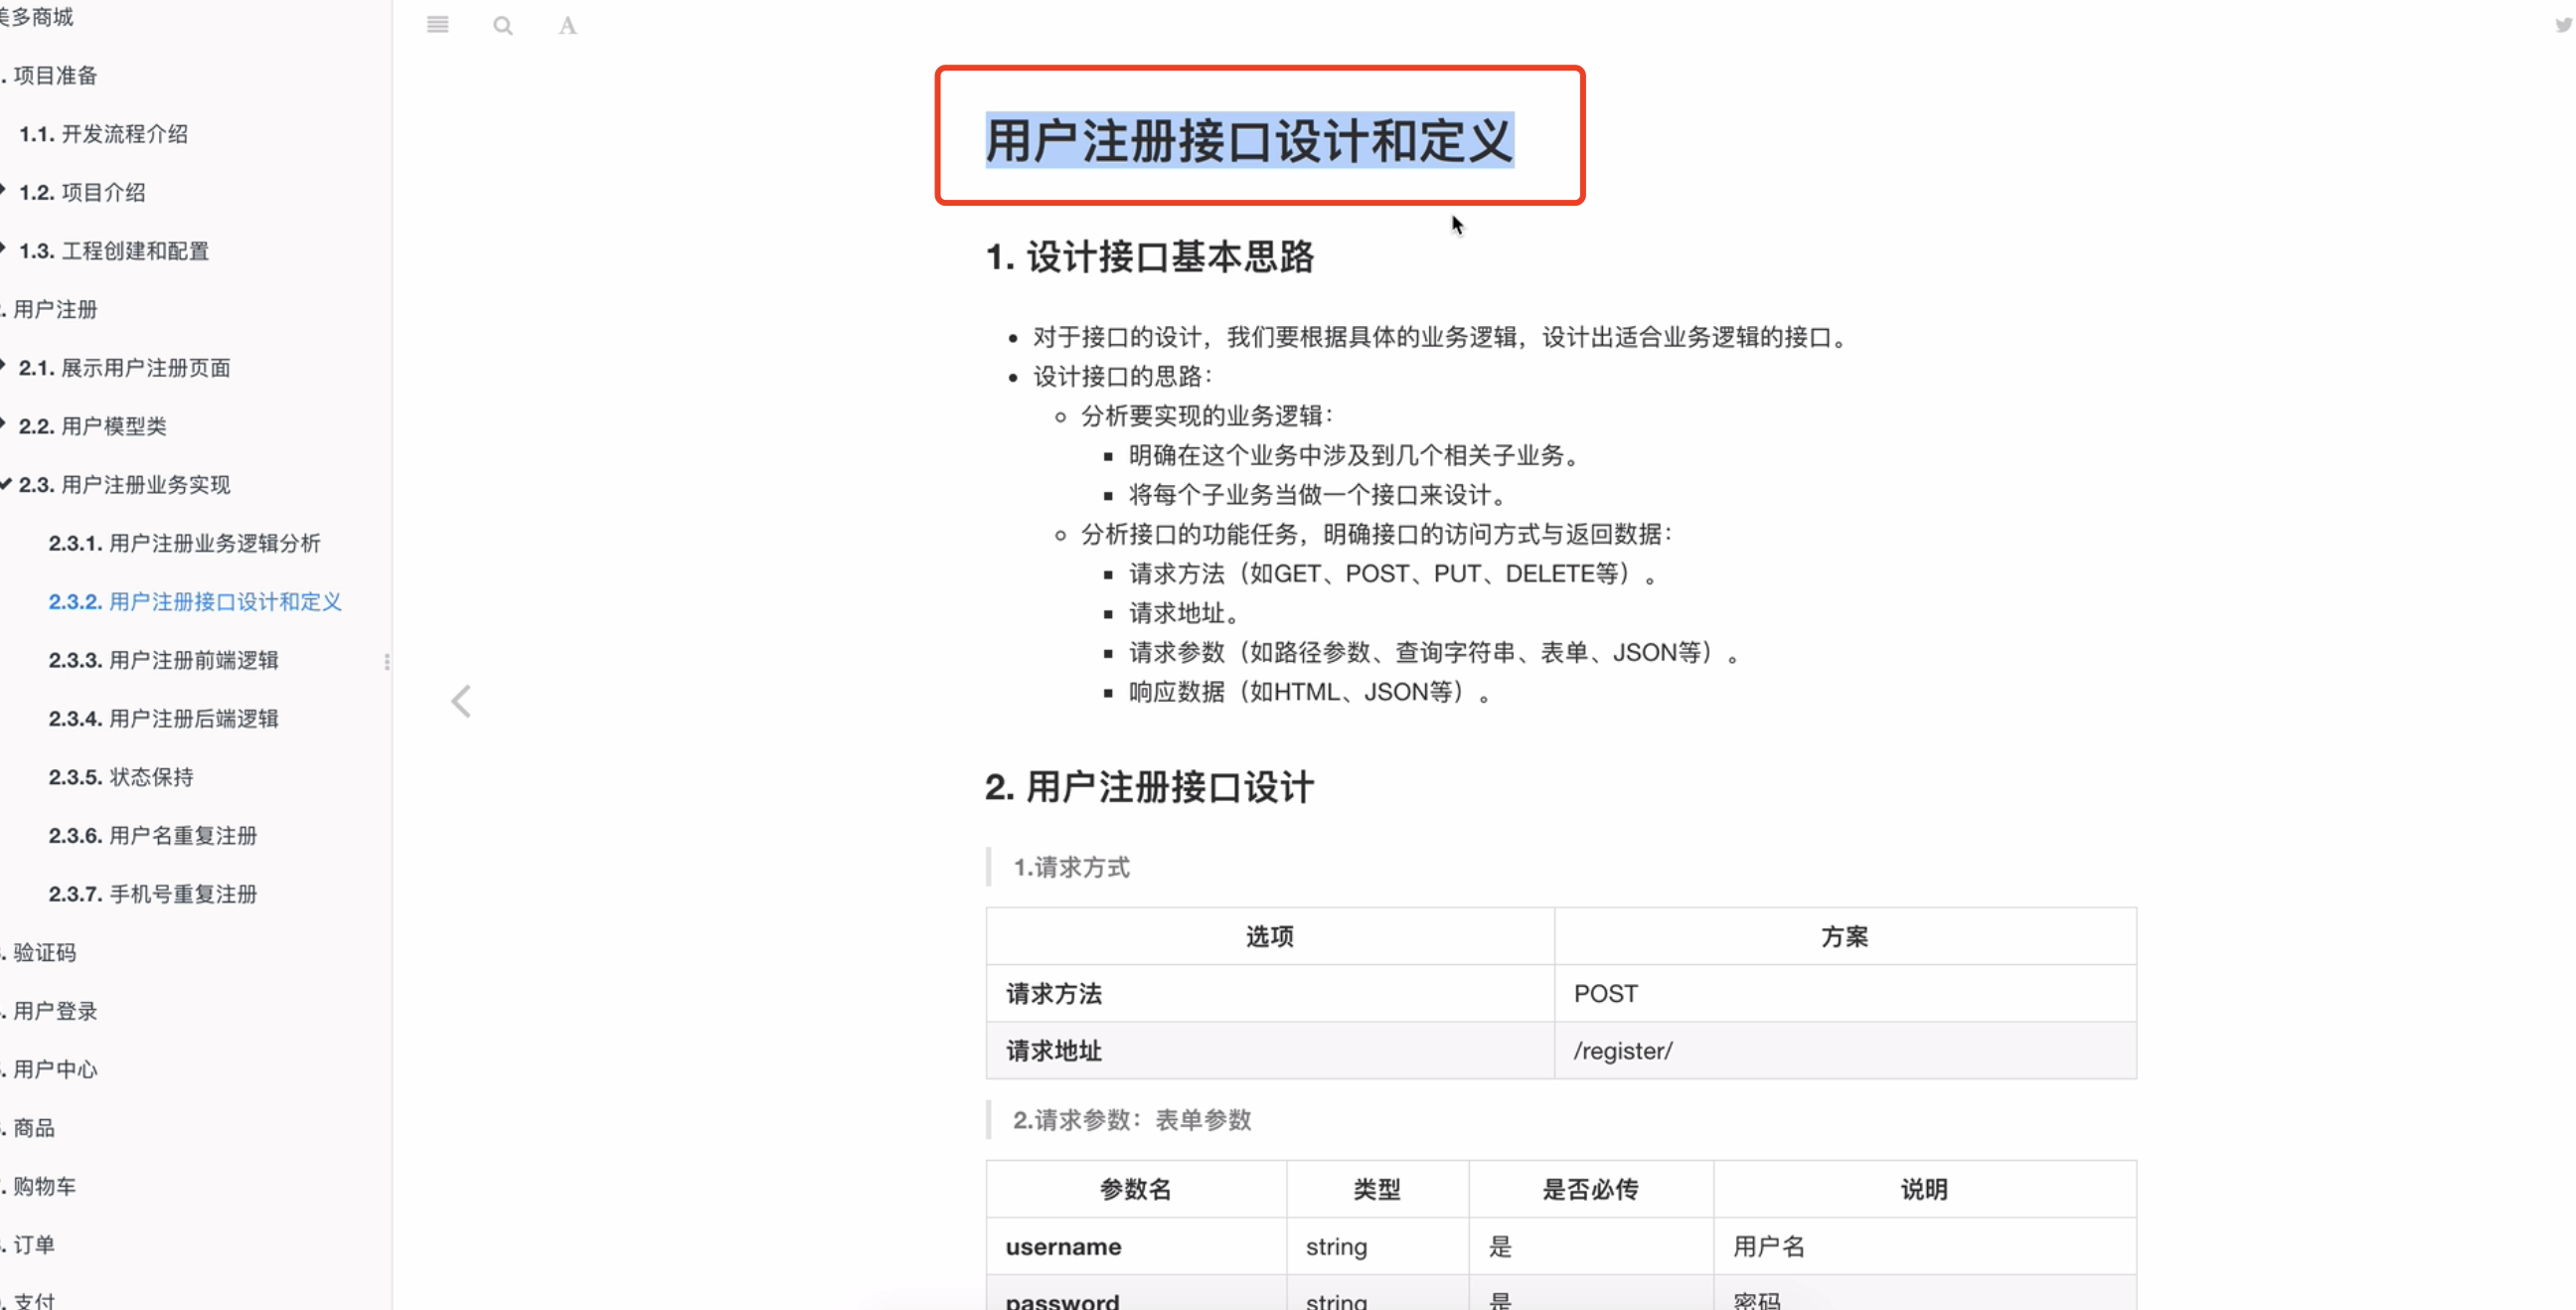 美多商城
. 项目准备
1.1. 开发流程介绍
1.2. 项目介绍
1.3. 工程创建和配置
. 用户注册
2.1. 展示用户注册页面
2.2. 用户模型类
2.3. 用户注册业务实现
2.3.1. 用户注册业务逻辑分析
2.3.2. 用户注册接口设计和定义
2.3.3. 用户注册前端逻辑
2.3.4. 用户注册后端逻辑
2.3.5. 状态保持
2.3.6. 用户名重复注册
2.3.7. 手机号重复注册
. 验证码
. 用户登录
. 用户中心
. 商品
. 购物车
. 订单
. 支付
A
用户注册接口设计和定义
1. 设计接口基本思路
• 对于接口的设计，我们要根据具体的业务逻辑，设计出适合业务逻辑的接口。
• 设计接口的思路：
○ 分析要实现的业务逻辑：
▪ 明确在这个业务中涉及到几个相关子业务。
▪ 将每个子业务当做一个接口来设计。
○ 分析接口的功能任务，明确接口的访问方式与返回数据：
▪ 请求方法（如GET、POST、PUT、DELETE等）。
▪ 请求地址。
▪ 请求参数（如路径参数、查询字符串、表单、JSON等）。
▪ 响应数据（如HTML、JSON等）。
2. 用户注册接口设计
1.请求方式
选项 方案
请求方法 POST
请求地址 /register/
2.请求参数：表单参数
参数名 类型 是否必传 说明
username string 是 用户名
password string 是 密码